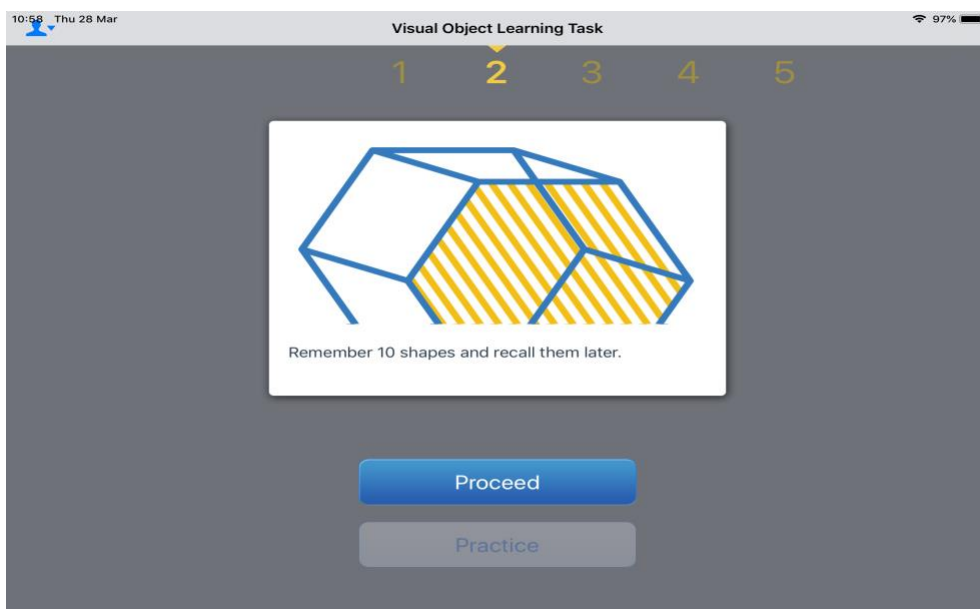 10:58 Thu 28 Mar
Visual Object Learning Task
97%
1 2 3 4 5
Remember 10 shapes and recall them later.
Proceed
Practice